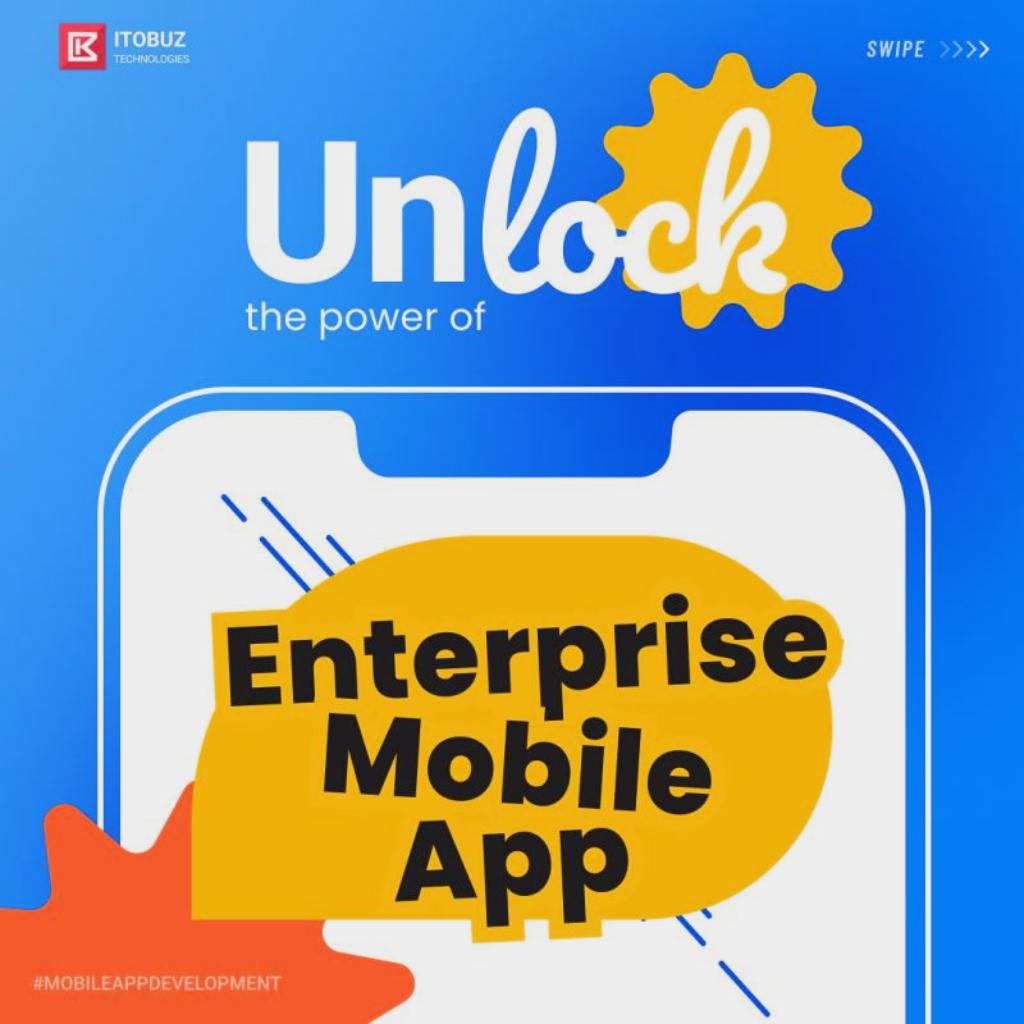 ITOBUZ
TECHNOLOGIES
SWIPE >>>>
Unlock
the power of
Enterprise
Mobile
App
#MOBILEAPPDEVELOPMENT